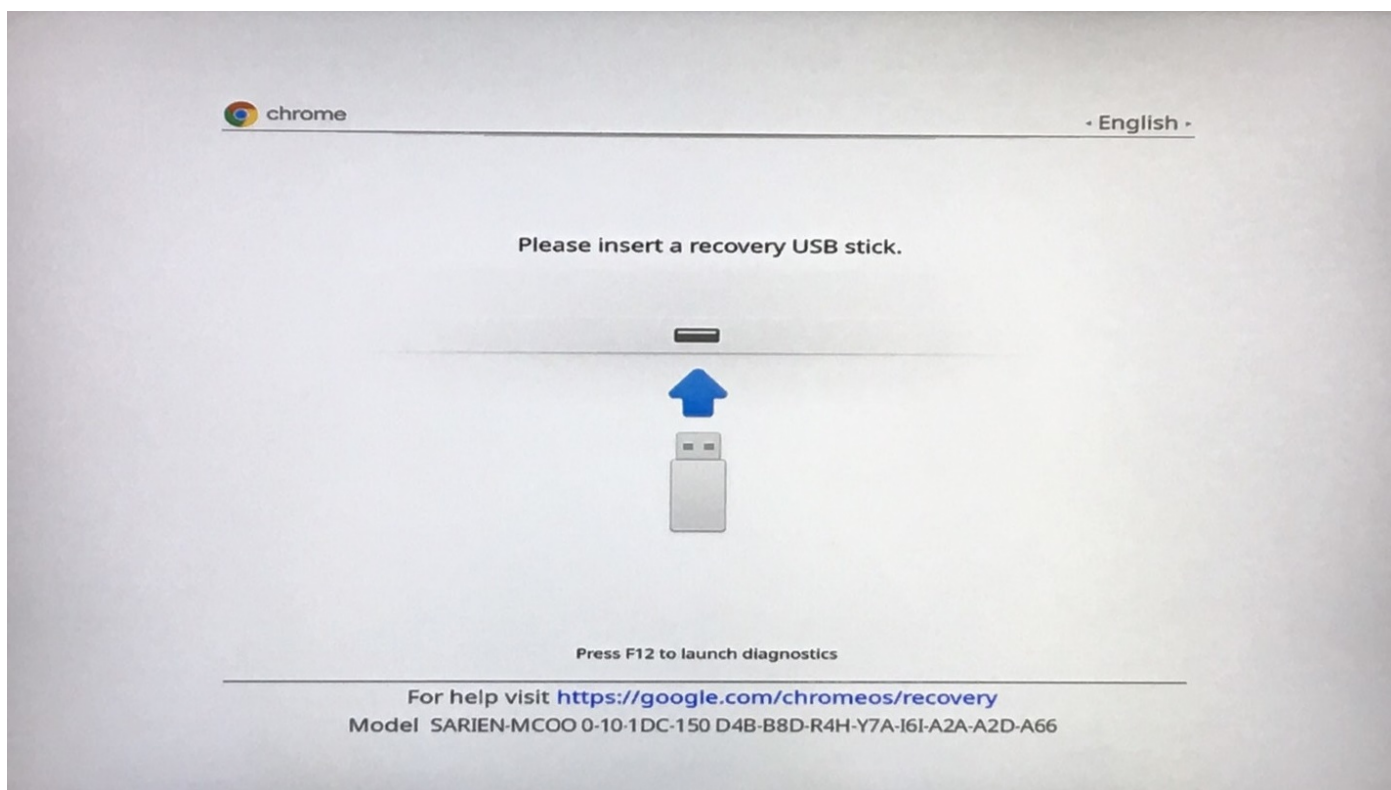 chrome
English
Please insert a recovery USB stick.
Press F12 to launch diagnostics
For help visit https://google.com/chromeos/recovery
Model SARIEN-MCOO 0-10-1DC-150 D4B-B8D-R4H-Y7A-I6I-A2A-A2D-A66